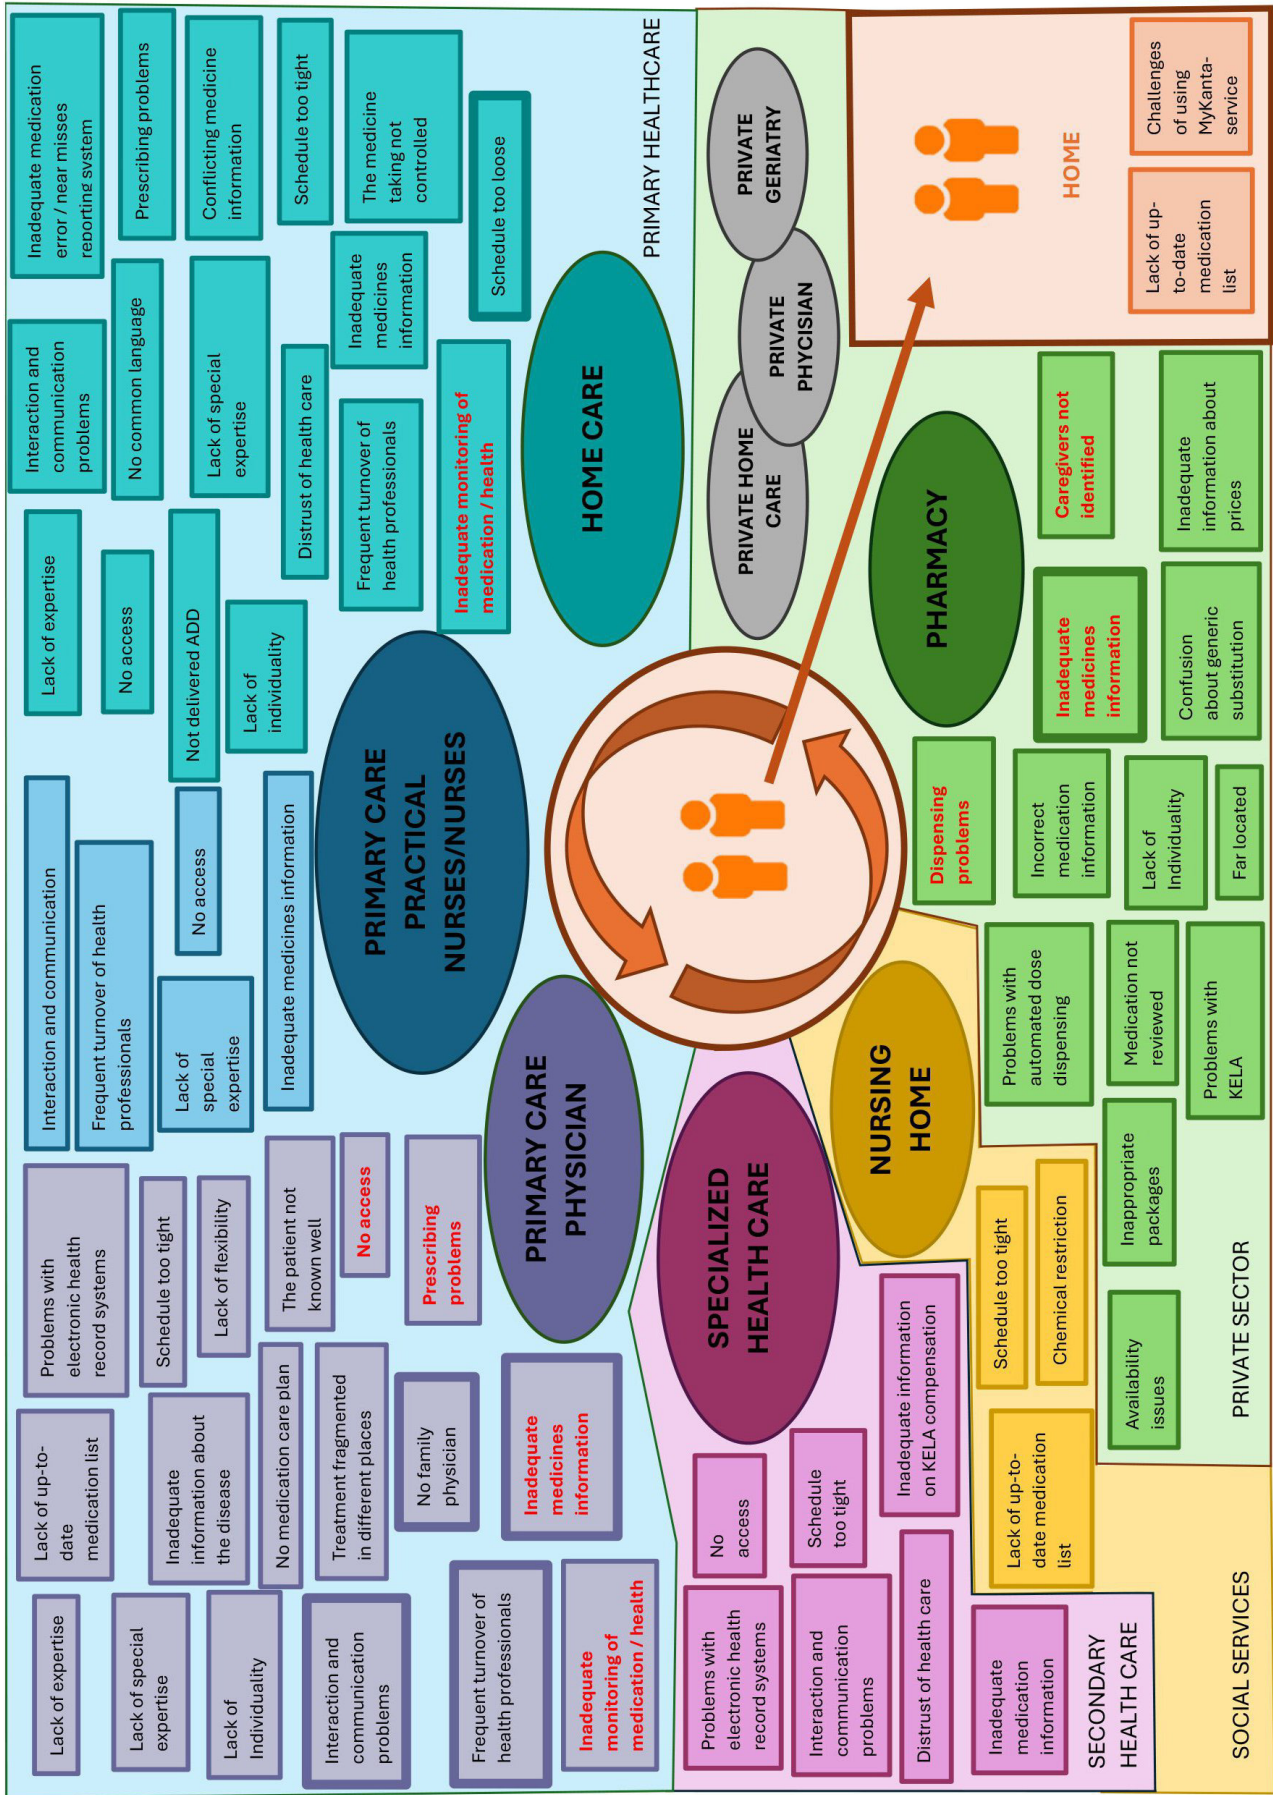 Lack of expertise
Lack of up-to-
date
medication list
Problems with
electronic health
record systems
Interaction and communication
Frequent turnover of health
professionals
Lack of expertise
Interaction and
communication
problems
Inadequate medication
error / near misses
reporting system
Lack of special
expertise
Inadequate
information about
the disease
Schedule too tight
Lack of flexibility
Lack of
special
expertise
No access
No access
No common language
Prescribing problems
Lack of
Individuality
No medication care plan
The patient not
known well
Inadequate medicines information
Not delivered ADD
Lack of special
expertise
Conflicting medicine
information
Interaction and
communication
problems
Treatment fragmented
in different places
No access
Lack of
individuality
Distrust of health care
Schedule too tight
No family
physician
Prescribing
problems
PRIMARY CARE
PRACTICAL
NURSES/NURSES
Frequent turnover of
health professionals
Inadequate
medicines
information
The medicine
taking not
controlled
Frequent turnover of
health professionals
Inadequate
medicines
information
PRIMARY CARE
PHYSICIAN
Inadequate monitoring of
medication / health
Schedule too loose
Inadequate
monitoring of
medication / health
HOME CARE
PRIMARY HEALTHCARE
Problems with
electronic health
record systems
No
access
SPECIALIZED
HEALTH CARE
PRIVATE HOME
CARE
PRIVATE
PHYCISIAN
PRIVATE
GERIATRY
Interaction and
communication
problems
Schedule
too tight
Distrust of health care
Inadequate information
on KELA compensation
NURSING
HOME
Dispensing
problems
PHARMACY
Inadequate
medication
information
Lack of up-to-
date medication
list
Schedule too tight
Chemical restriction
Problems with
automated dose
dispensing
Incorrect
medication
information
Inadequate
medicines
information
Caregivers not
identified
HOME
SECONDARY
HEALTH CARE
Availability
issues
Inappropriate
packages
Medication not
reviewed
Lack of
Individuality
Confusion
about generic
substitution
Inadequate
information about
prices
Lack of up-
to-date
medication
list
Challenges
of using
MyKanta-
service
Problems with
KELA
Far located
SOCIAL SERVICES
PRIVATE SECTOR